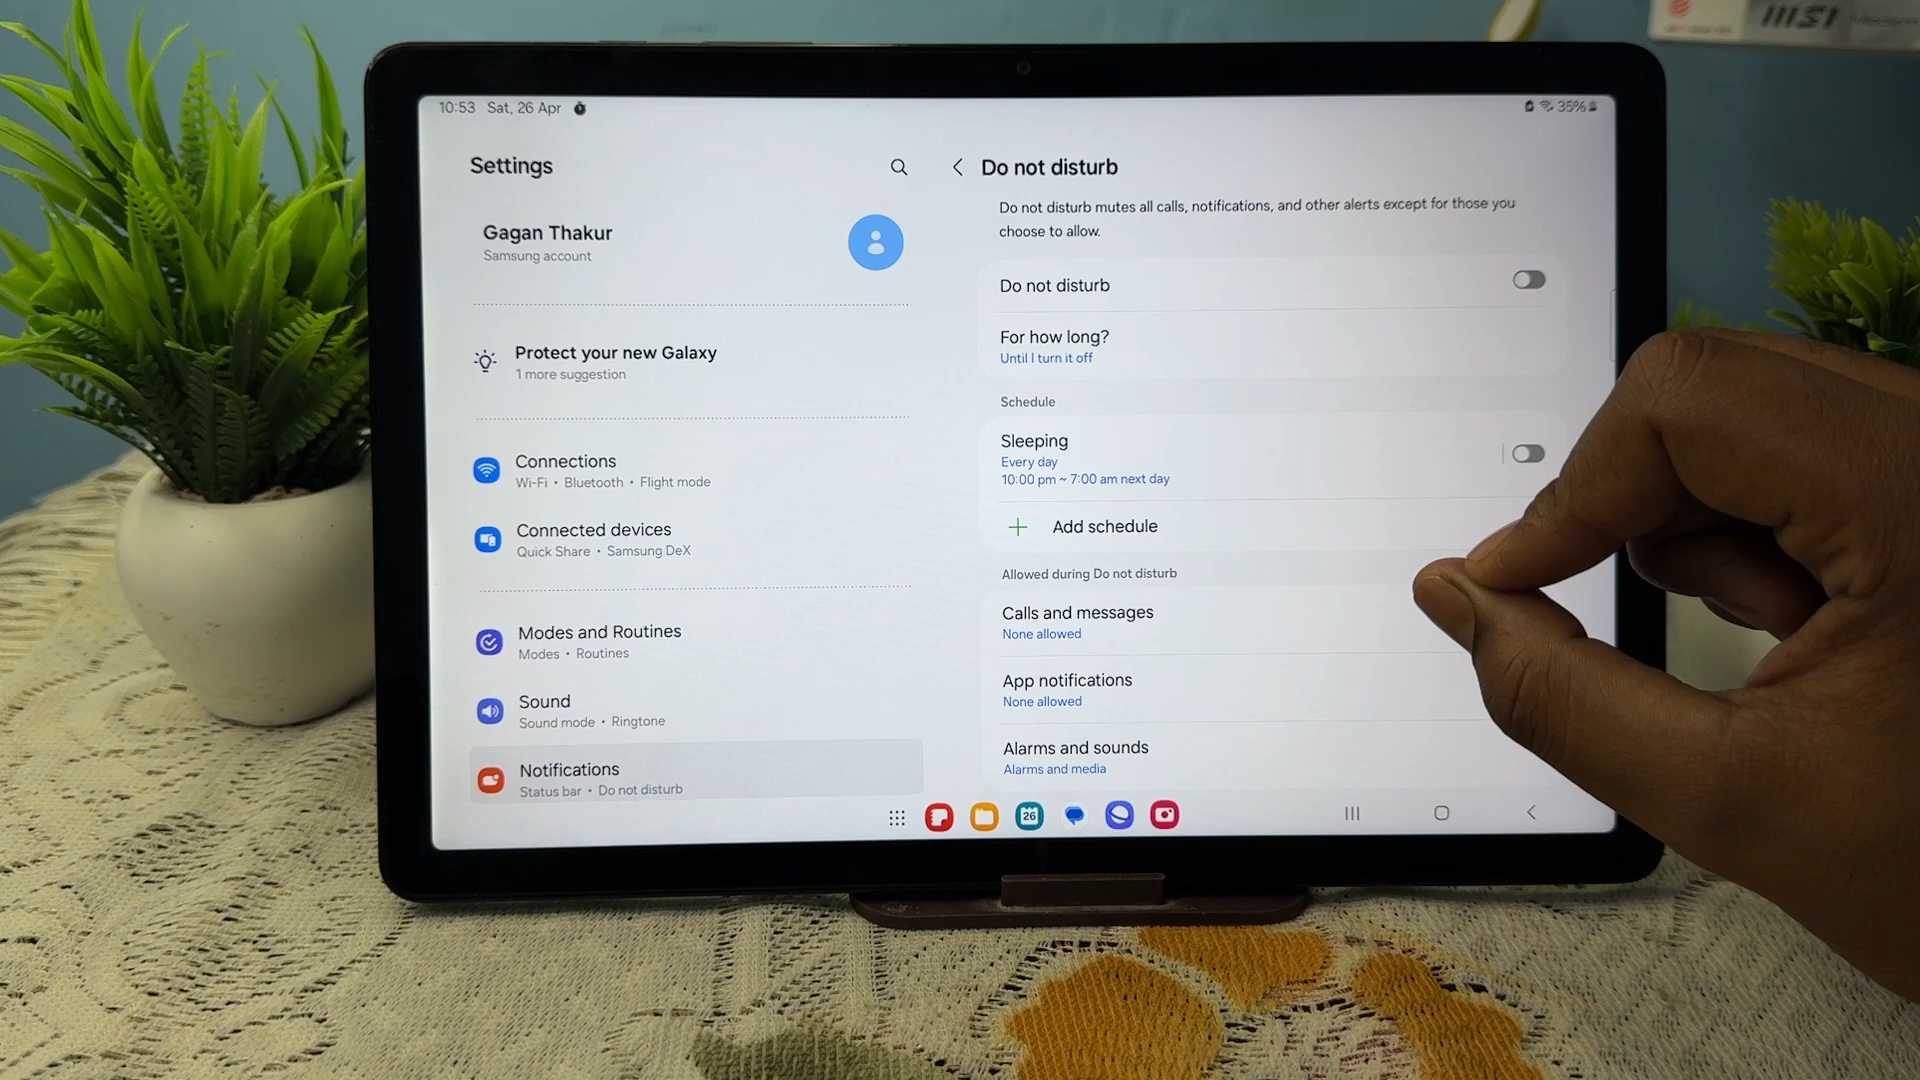 msi
10:53 Sat, 26 Apr
35%
Settings
Gagan Thakur
Samsung account
Protect your new Galaxy
1 more suggestion
Connections
Wi-Fi • Bluetooth • Flight mode
Connected devices
Quick Share • Samsung DeX
Modes and Routines
Modes • Routines
Sound
Sound mode • Ringtone
Notifications
Status bar • Do not disturb
Do not disturb
Do not disturb mutes all calls, notifications, and other alerts except for those you
choose to allow.
Do not disturb
For how long?
Until I turn it off
Schedule
Sleeping
Every day
10:00 pm ~ 7:00 am next day
Add schedule
Allowed during Do not disturb
Calls and messages
None allowed
App notifications
None allowed
Alarms and sounds
Alarms and media
26